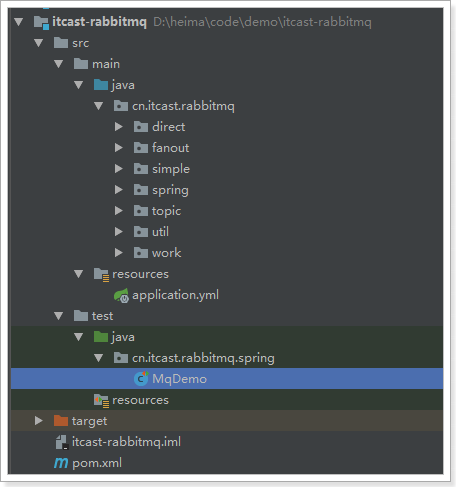 itcast-rabbitmq D:\heima\code\demo\itcast-rabbitmq
src
main
java
cn.itcast.rabbitmq
direct
fanout
simple
spring
topic
util
work
resources
application.yml
test
java
cn.itcast.rabbitmq.spring
MqDemo
resources
target
itcast-rabbitmq.iml
pom.xml